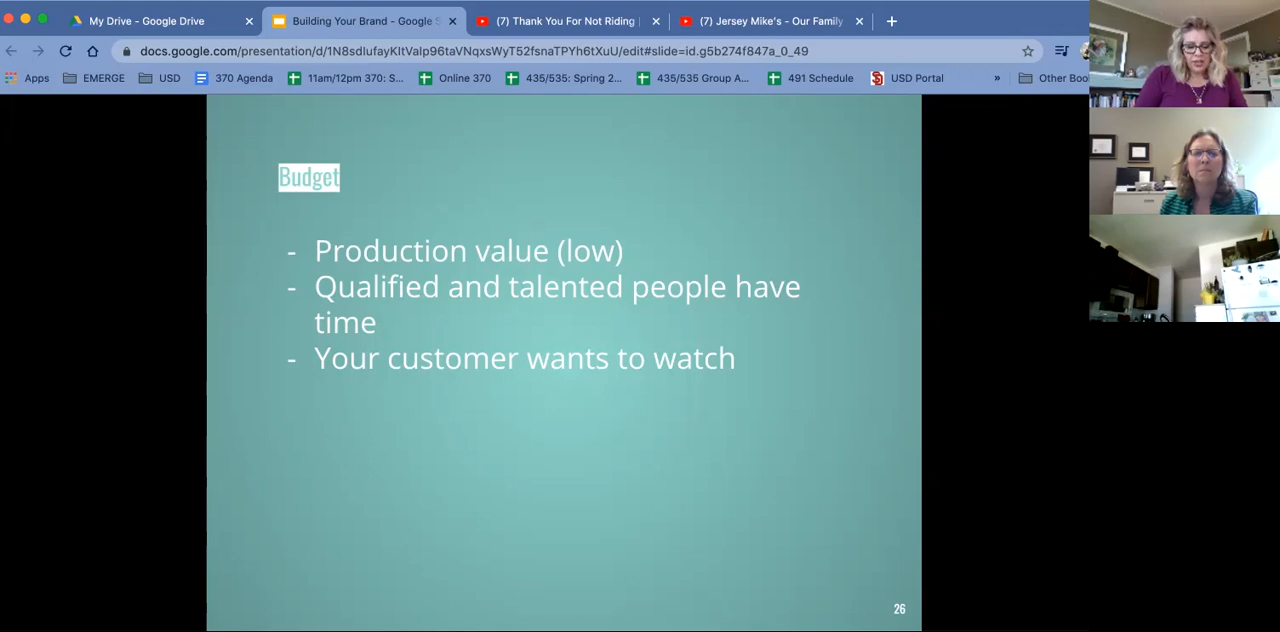 My Drive - Google Drive
Building Your Brand - Google S
(7) Thank You For Not Riding
(7) Jersey Mike's - Our Family
docs.google.com/presentation/d/1N8sdlufayKltValp96taVNqxsWyT52fsnaTPYh6tXuU/edit#slide=id.g5b274f847a_0_49
Apps
EMERGE
USD
370 Agenda
11am/12pm 370: S...
Online 370
435/535: Spring 2...
435/535 Group A...
491 Schedule
USD Portal
»
Other Boo
Budget
- Production value (low)
- Qualified and talented people have
time
- Your customer wants to watch
26